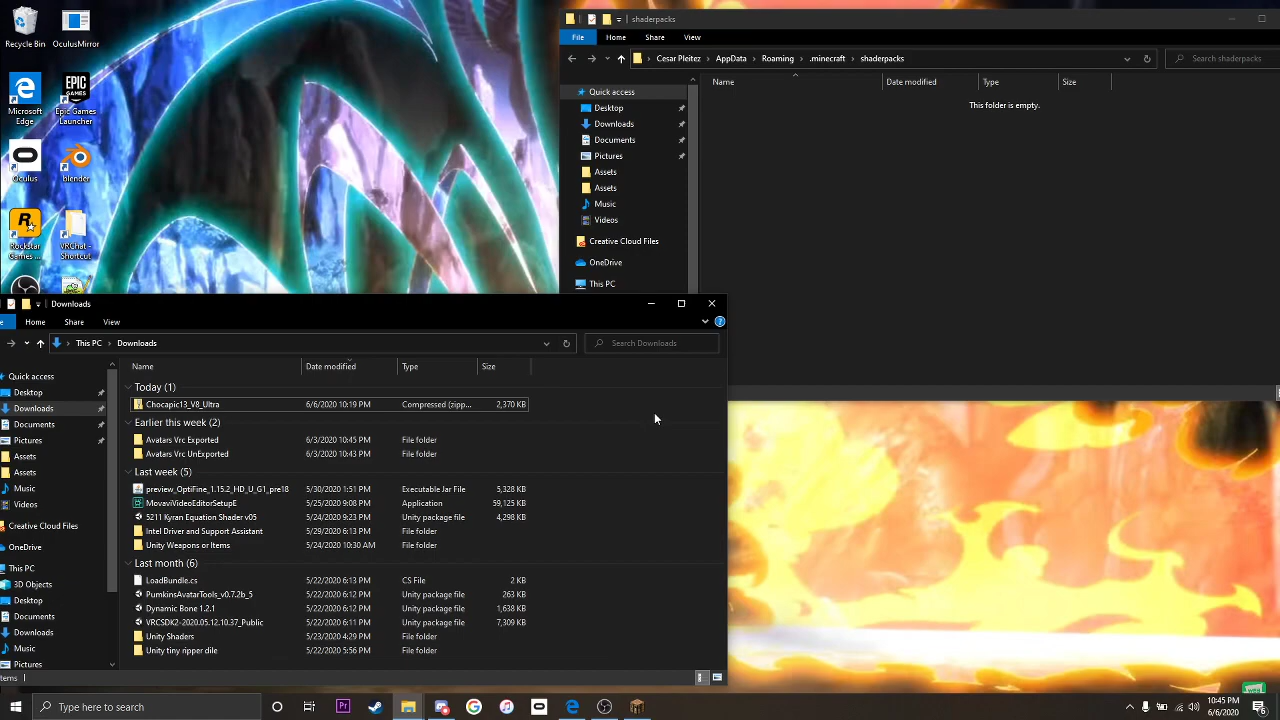 Recycle Bin
OculusMirror
Microsoft Edge
EPIC GAMES
Epic Games Launcher
Oculus
blender
Rockstar Games ...
VRChat - Shortcut
shaderpacks
File Home Share View
Cesar Pleitez > AppData > Roaming > .minecraft > shaderpacks
Search shaderpacks
Name Date modified Type Size
This folder is empty.
Quick access
Desktop
Downloads
Documents
Pictures
Assets
Assets
Music
Videos
Creative Cloud Files
OneDrive
This PC
Downloads
Home Share View
This PC > Downloads
Search Downloads
Name Date modified Type Size
Quick access
Desktop
Downloads
Documents
Pictures
Assets
Assets
Music
Videos
Creative Cloud Files
OneDrive
This PC
3D Objects
Desktop
Documents
Downloads
Music
Pictures
Today (1)
Chocapic13_V8_Ultra 6/6/2020 10:19 PM Compressed (zipp... 2,370 KB
Earlier this week (2)
Avatars Vrc Exported 6/3/2020 10:45 PM File folder
Avatars Vrc UnExported 6/3/2020 10:43 PM File folder
Last week (5)
preview_OptiFine_1.15.2_HD_U_G1_pre18 5/30/2020 1:51 PM Executable Jar File 5,328 KB
MovaviVideoEditorSetupE 5/25/2020 9:08 PM Application 59,125 KB
5211 Kyran Equation Shader v05 5/24/2020 9:23 PM Unity package file 4,298 KB
Intel Driver and Support Assistant 5/29/2020 6:13 PM File folder
Unity Weapons or Items 5/24/2020 10:30 AM File folder
Last month (6)
LoadBundle.cs 5/22/2020 6:13 PM CS File 2 KB
PumkinsAvatarTools_v0.7.2b_5 5/22/2020 6:12 PM Unity package file 263 KB
Dynamic Bone 1.2.1 5/22/2020 6:12 PM Unity package file 1,638 KB
VRCSDK2-2020.05.12.10.37_Public 5/22/2020 6:11 PM Unity package file 7,309 KB
Unity Shaders 5/23/2020 4:29 PM File folder
Unity tiny ripper dile 5/22/2020 5:56 PM File folder
items
Type here to search
10:45 PM
6/6/2020